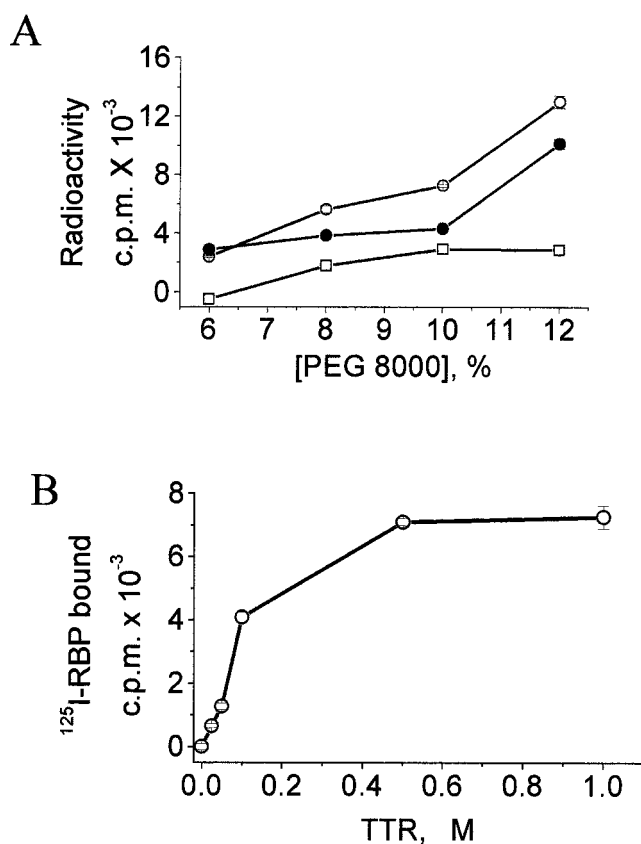 A
Radioactivity
c.p.m. X 10-3
16
12
8
4
0
6 7 8 9 10 11 12
[PEG 8000], %
B
125I-RBP bound
c.p.m. x 10-3
8
6
4
2
0
0.0 0.2 0.4 0.6 0.8 1.0
TTR, M